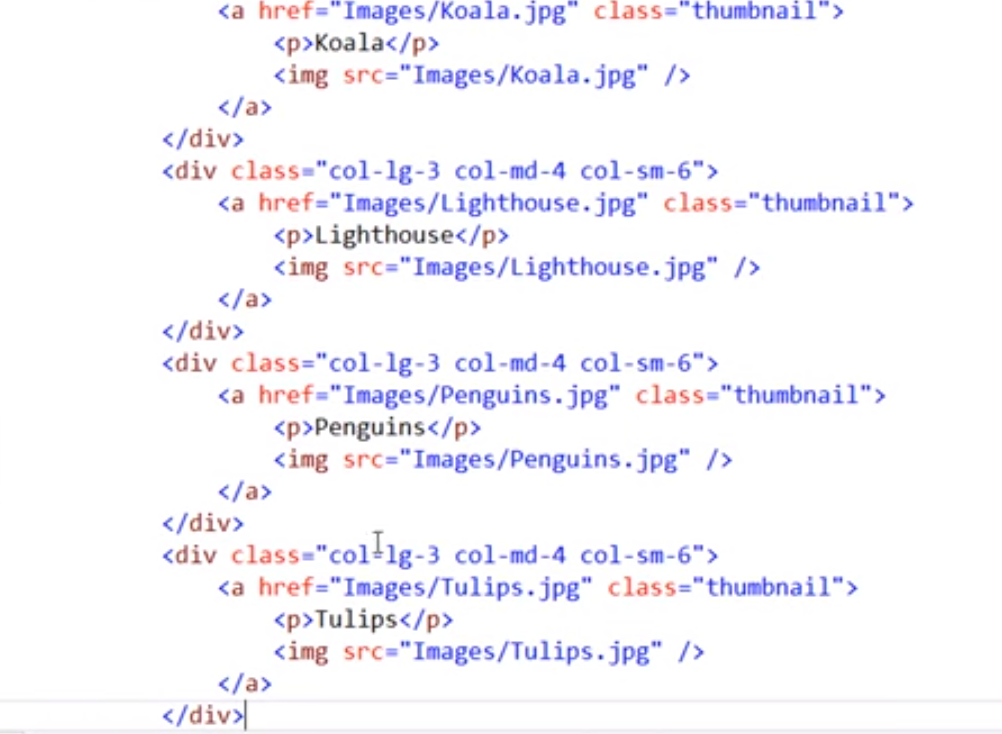 <a href="Images/Koala.jpg" class="thumbnail">
<p>Koala</p>
<img src="Images/Koala.jpg" />
</a>
</div>
<div class="col-lg-3 col-md-4 col-sm-6">
<a href="Images/Lighthouse.jpg" class="thumbnail">
<p>Lighthouse</p>
<img src="Images/Lighthouse.jpg" />
</a>
</div>
<div class="col-lg-3 col-md-4 col-sm-6">
<a href="Images/Penguins.jpg" class="thumbnail">
<p>Penguins</p>
<img src="Images/Penguins.jpg" />
</a>
</div>
<div class="col-lg-3 col-md-4 col-sm-6">
<a href="Images/Tulips.jpg" class="thumbnail">
<p>Tulips</p>
<img src="Images/Tulips.jpg" />
</a>
</div>